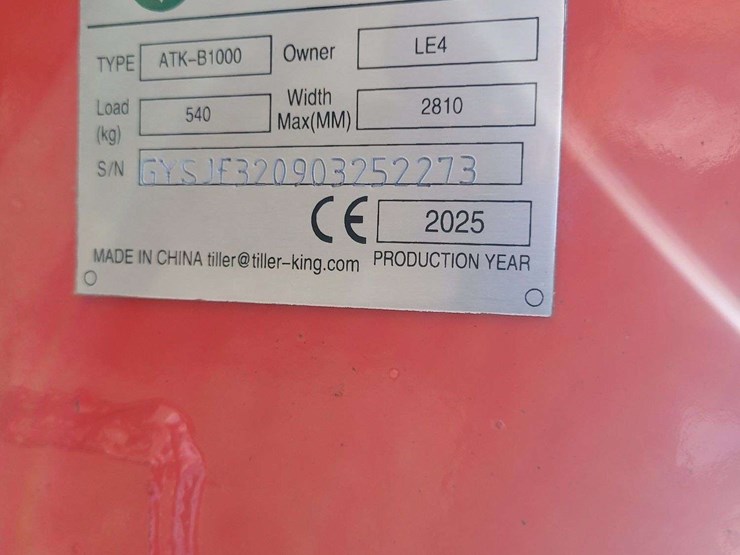 TYPE ATK-B1000 Owner LE4
Load (kg) 540 Width Max(MM) 2810
S/N GYSJF320903252273
CE 2025
MADE IN CHINA tiller@tiller-king.com PRODUCTION YEAR